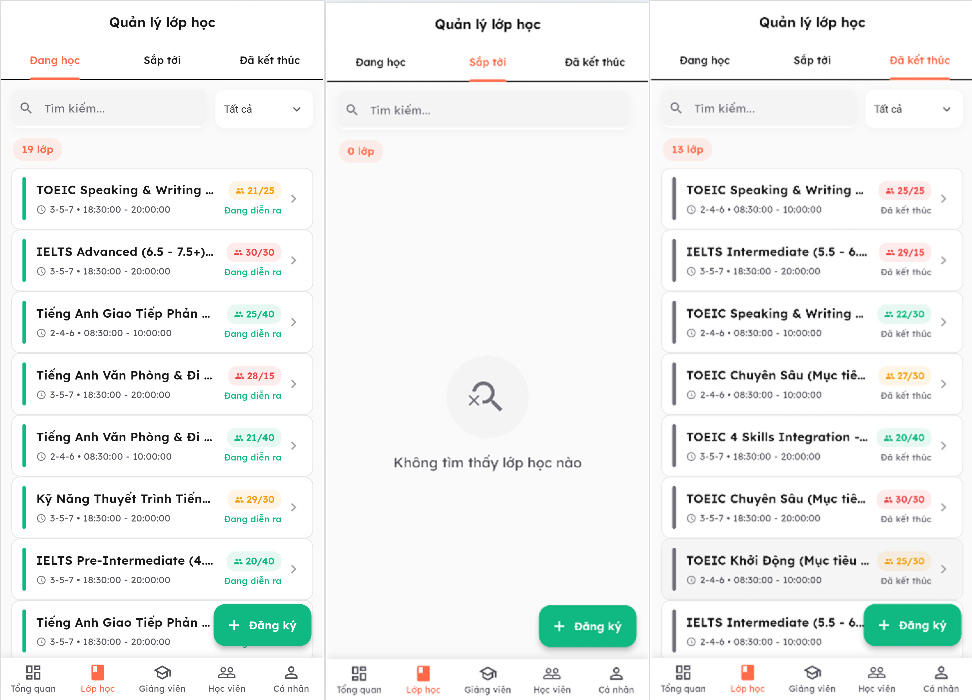 Quản lý lớp học
Đang học Sắp tới Đã kết thúc
Tìm kiếm... Tất cả
19 lớp
TOEIC Speaking & Writing ... 21/25
3-5-7 • 18:30:00 - 20:00:00 Đang diễn ra
IELTS Advanced (6.5 - 7.5+)... 30/30
3-5-7 • 18:30:00 - 20:00:00 Đang diễn ra
Tiếng Anh Giao Tiếp Phản ... 25/40
2-4-6 • 08:30:00 - 10:00:00 Đang diễn ra
Tiếng Anh Văn Phòng & Đi ... 28/15
3-5-7 • 18:30:00 - 20:00:00 Đang diễn ra
Tiếng Anh Văn Phòng & Đi ... 21/40
2-4-6 • 08:30:00 - 10:00:00 Đang diễn ra
Kỹ Năng Thuyết Trình Tiến... 29/30
3-5-7 • 18:30:00 - 20:00:00 Đang diễn ra
IELTS Pre-Intermediate (4.... 20/40
3-5-7 • 18:30:00 - 20:00:00 Đang diễn ra
Tiếng Anh Giao Tiếp Phản ...
3-5-7 • 18:30:00 - 20:00:00
+ Đăng ký
Tổng quan Lớp học Giảng viên Học viên Cá nhân
Quản lý lớp học
Đang học Sắp tới Đã kết thúc
Tìm kiếm...
0 lớp
Không tìm thấy lớp học nào
+ Đăng ký
Tổng quan Lớp học Giảng viên Học viên Cá nhân
Quản lý lớp học
Đang học Sắp tới Đã kết thúc
Tìm kiếm... Tất cả
13 lớp
TOEIC Speaking & Writing ... 25/25
2-4-6 • 08:30:00 - 10:00:00 Đã kết thúc
IELTS Intermediate (5.5 - 6.... 29/15
3-5-7 • 18:30:00 - 20:00:00 Đã kết thúc
TOEIC Speaking & Writing ... 22/30
2-4-6 • 08:30:00 - 10:00:00 Đã kết thúc
TOEIC Chuyên Sâu (Mục tiê... 27/30
2-4-6 • 08:30:00 - 10:00:00 Đã kết thúc
TOEIC 4 Skills Integration -... 20/40
3-5-7 • 18:30:00 - 20:00:00 Đã kết thúc
TOEIC Chuyên Sâu (Mục tiê... 30/30
3-5-7 • 18:30:00 - 20:00:00 Đã kết thúc
TOEIC Khởi Động (Mục tiêu ... 25/30
2-4-6 • 08:30:00 - 10:00:00 Đã kết thúc
IELTS Intermediate (5.5 - 6....
2-4-6 • 08:30:00 - 10:00:00
+ Đăng ký
Tổng quan Lớp học Giảng viên Học viên Cá nhân